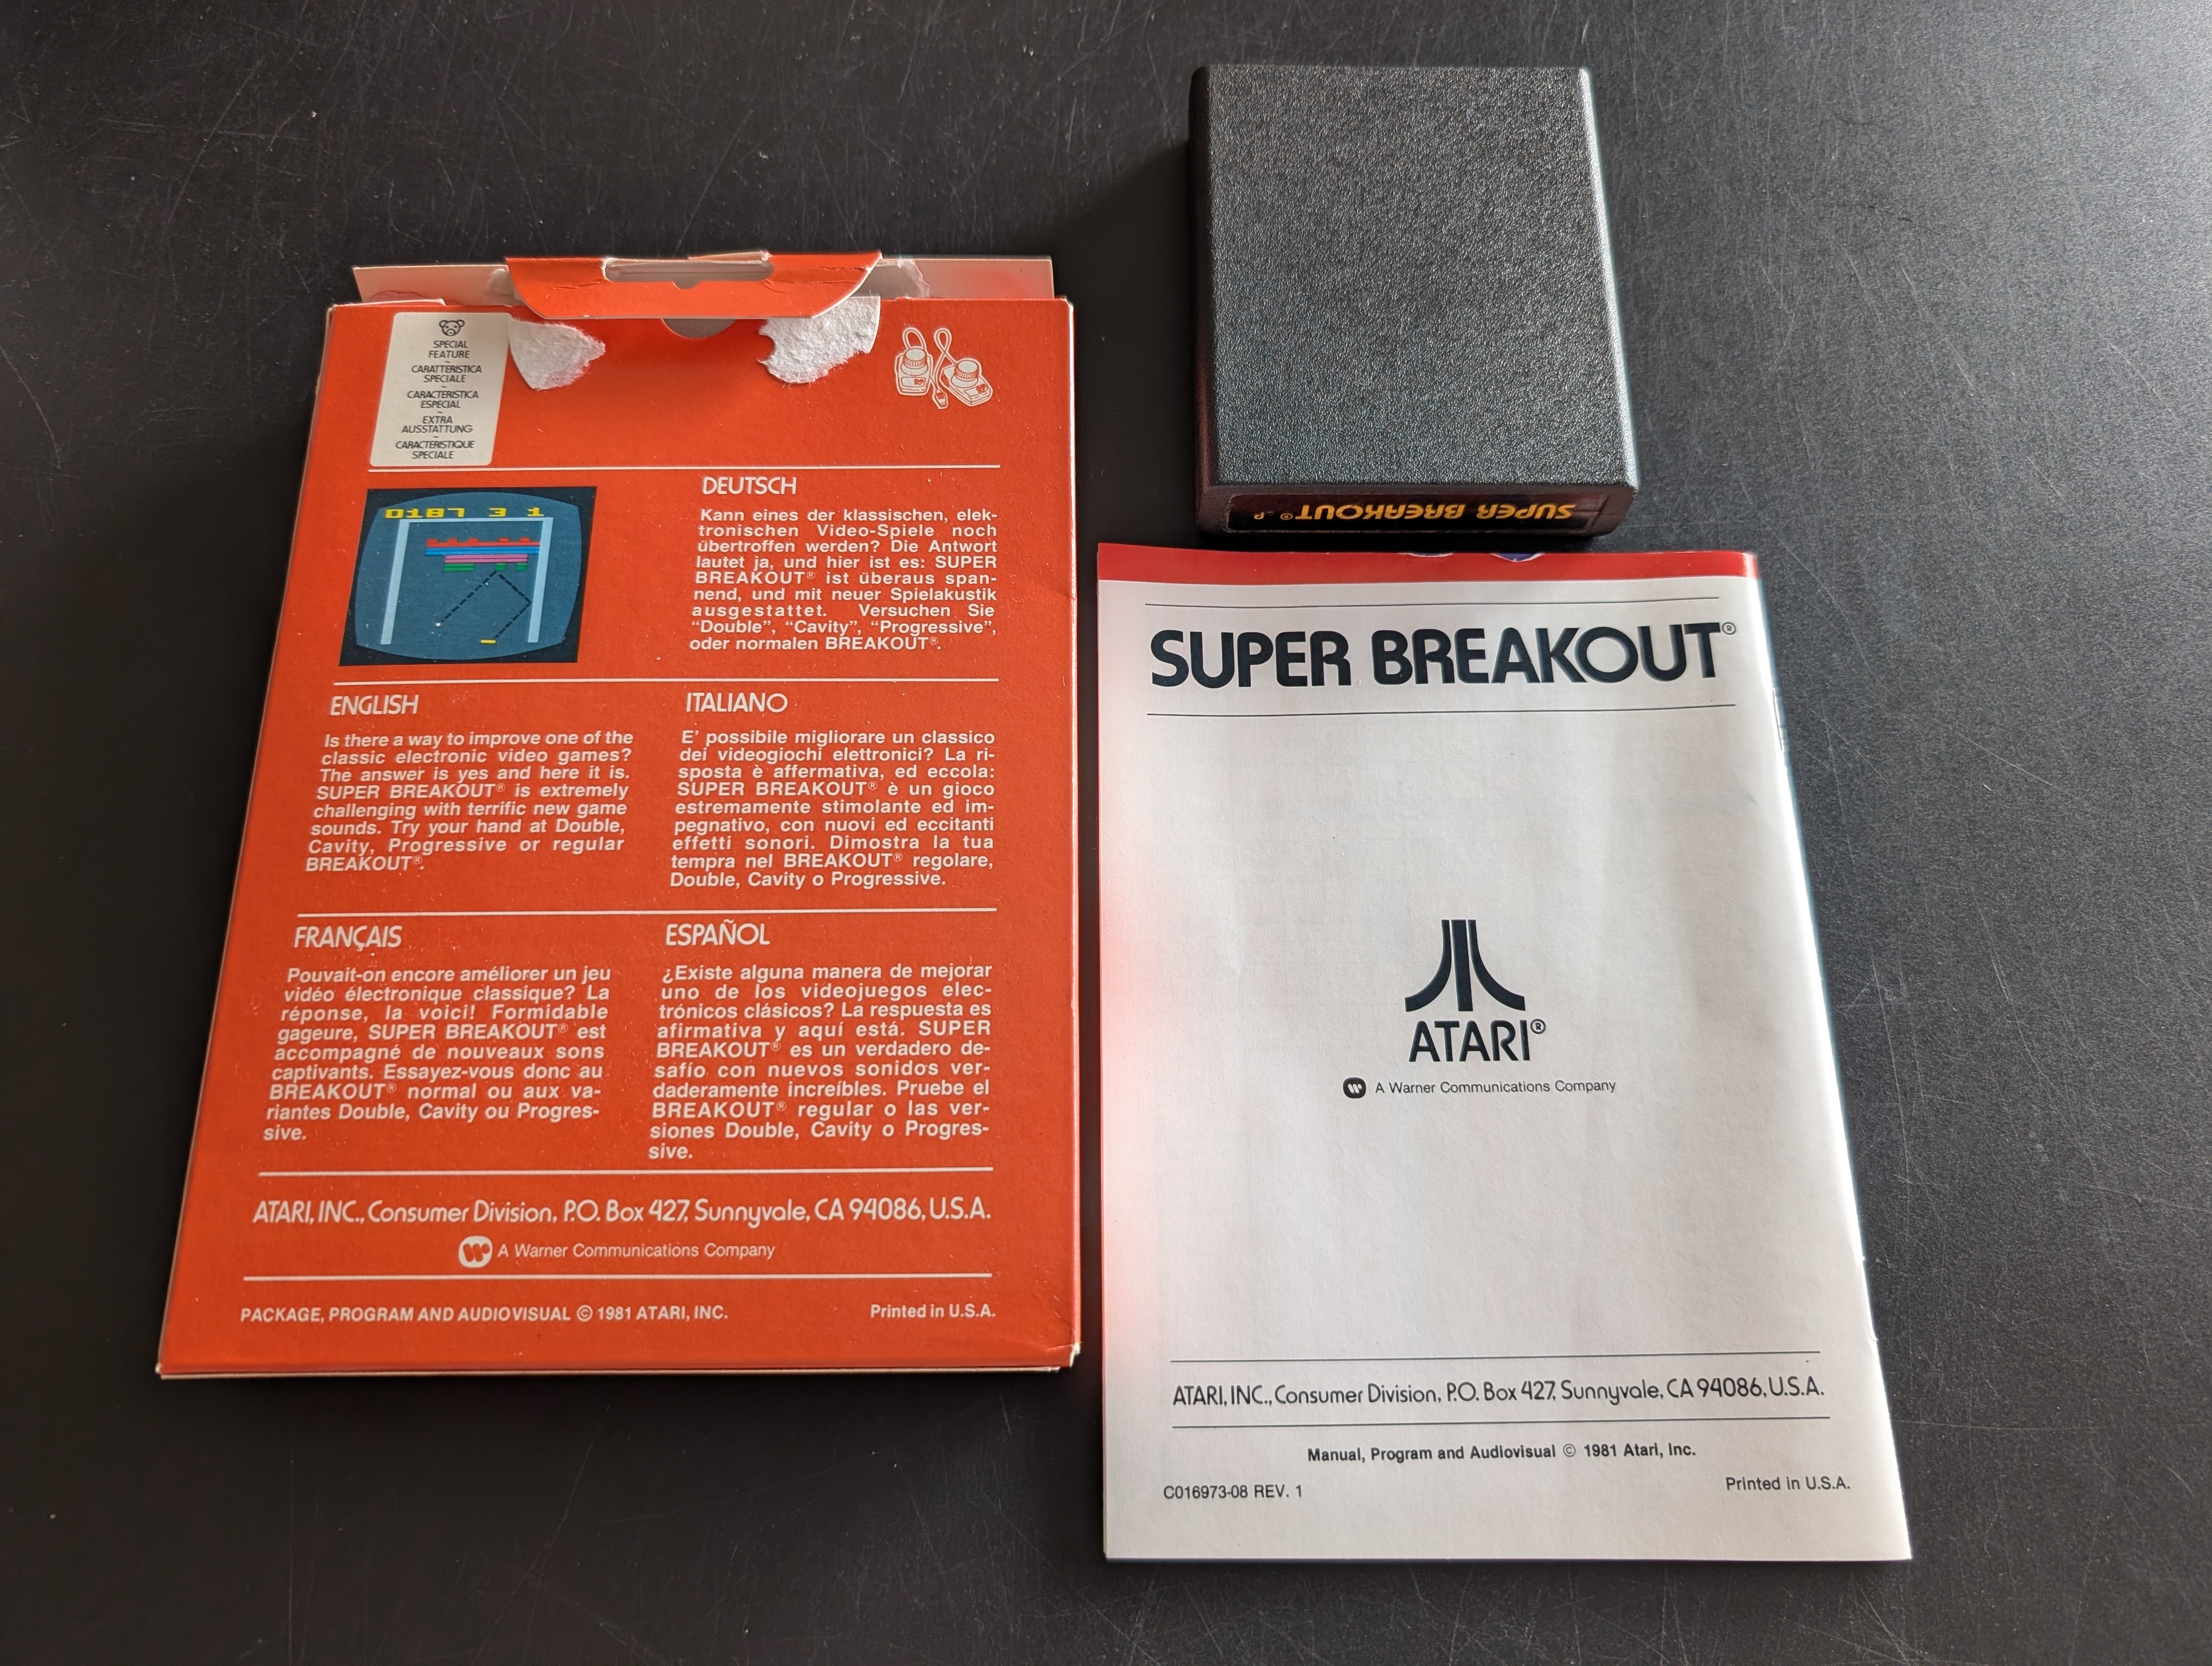 SPECIAL
FEATURE
~
CARATTERISTICA
SPECIALE
~
CARACTERISTICA
ESPECIAL
~
EXTRA
AUSSTATTUNG
~
CARACTERISTIQUE
SPECIALE
0187 3 1
DEUTSCH
Kann eines der klassischen, elek-
tronischen Video-Spiele noch
übertroffen werden? Die Antwort
lautet ja, und hier ist es: SUPER
BREAKOUT® ist überaus span-
nend, und mit neuer Spielakustik
ausgestattet. Versuchen Sie
“Double”, “Cavity”, “Progressive”,
oder normalen BREAKOUT®.
ENGLISH
Is there a way to improve one of the
classic electronic video games?
The answer is yes and here it is.
SUPER BREAKOUT® is extremely
challenging with terrific new game
sounds. Try your hand at Double,
Cavity, Progressive or regular
BREAKOUT®.
ITALIANO
E' possibile migliorare un classico
dei videogiochi elettronici? La ri-
sposta è affermativa, ed eccola:
SUPER BREAKOUT® è un gioco
estremamente stimolante ed im-
pegnativo, con nuovi ed eccitanti
effetti sonori. Dimostra la tua
tempra nel BREAKOUT® regolare,
Double, Cavity o Progressive.
FRANÇAIS
Pouvait-on encore améliorer un jeu
vidéo électronique classique? La
réponse, la voici! Formidable
gageure, SUPER BREAKOUT® est
accompagné de nouveaux sons
captivants. Essayez-vous donc au
BREAKOUT® normal ou aux va-
riantes Double, Cavity ou Progres-
sive.
ESPAÑOL
¿Existe alguna manera de mejorar
uno de los videojuegos elec-
trónicos clásicos? La respuesta es
afirmativa y aquí está. SUPER
BREAKOUT® es un verdadero de-
safío con nuevos sonidos ver-
daderamente increíbles. Pruebe el
BREAKOUT® regular o las ver-
siones Double, Cavity o Progres-
sive.
ATARI, INC., Consumer Division, P.O. Box 427, Sunnyvale, CA 94086, U.S.A.
A Warner Communications Company
PACKAGE, PROGRAM AND AUDIOVISUAL © 1981 ATARI, INC.
Printed in U.S.A.
SUPER BREAKOUT® P
SUPER BREAKOUT®
ATARI®
A Warner Communications Company
ATARI, INC., Consumer Division, P.O. Box 427, Sunnyvale, CA 94086, U.S.A.
Manual, Program and Audiovisual © 1981 Atari, Inc.
C016973-08 REV. 1
Printed in U.S.A.